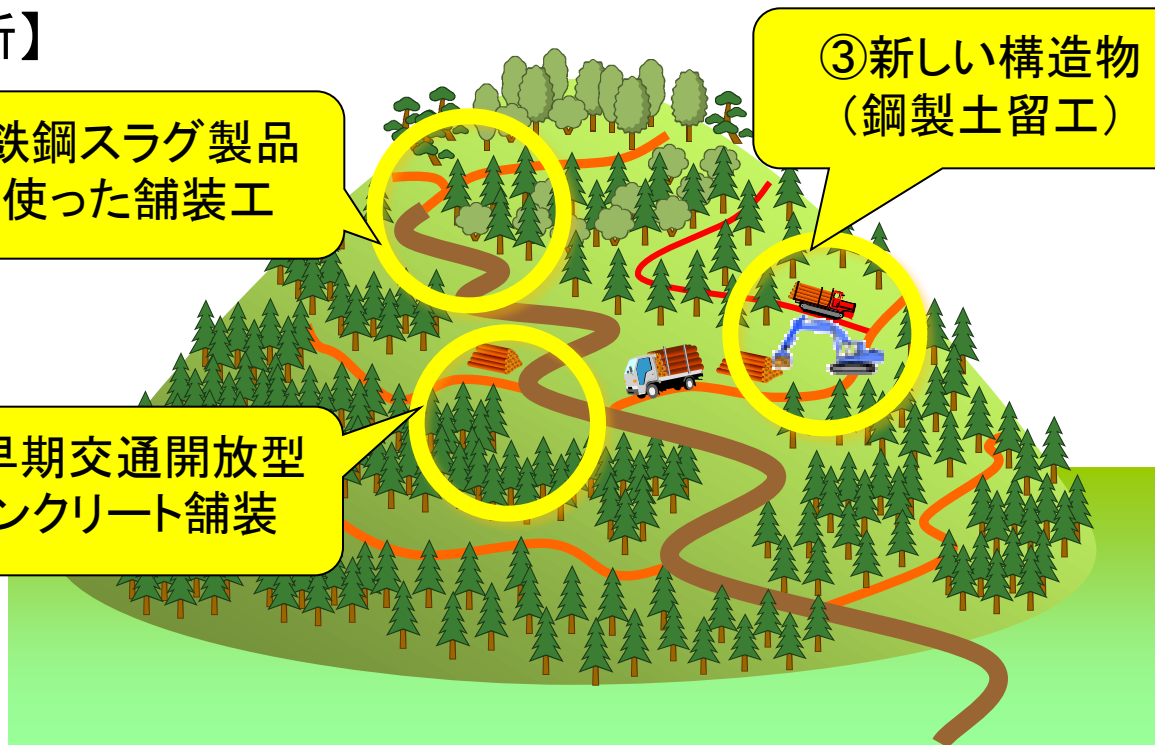 所】
鉄鋼スラグ製品
使った舗装工
③新しい構造物
（鋼製土留工）
早期交通開放型
ンクリート舗装